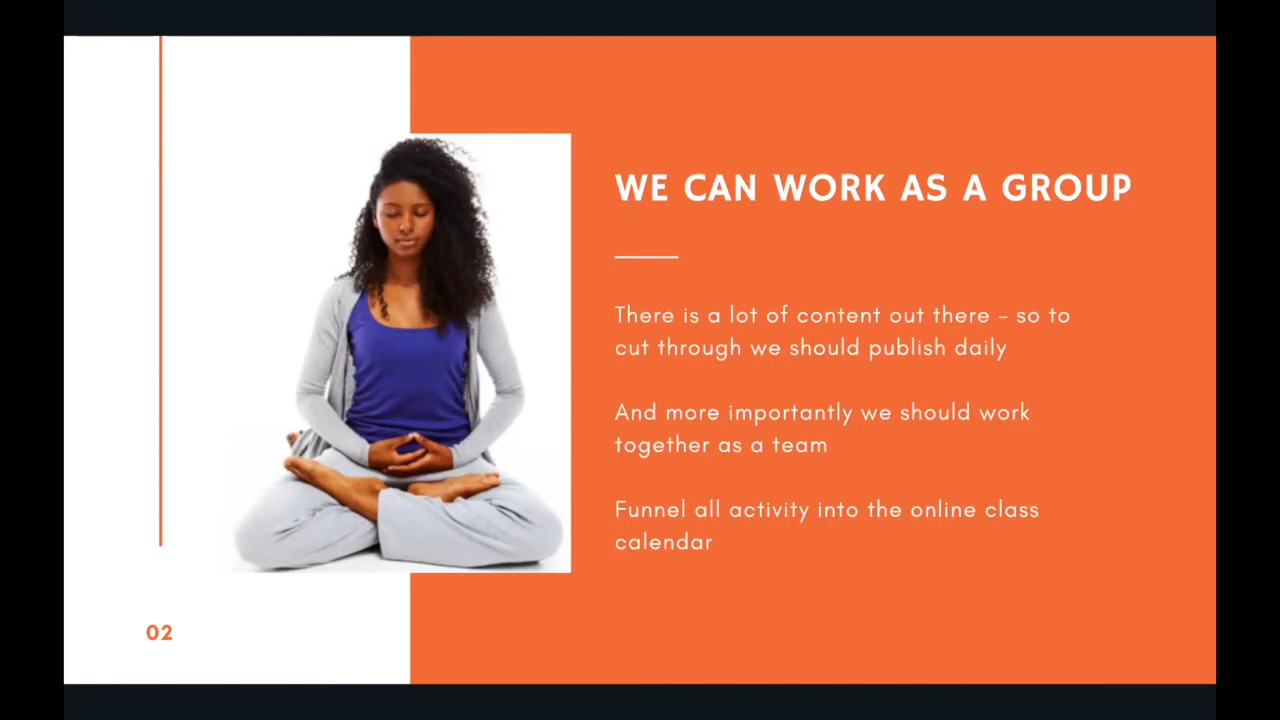 WE CAN WORK AS A GROUP
There is a lot of content out there - so to
cut through we should publish daily
And more importantly we should work
together as a team
Funnel all activity into the online class
calendar
02